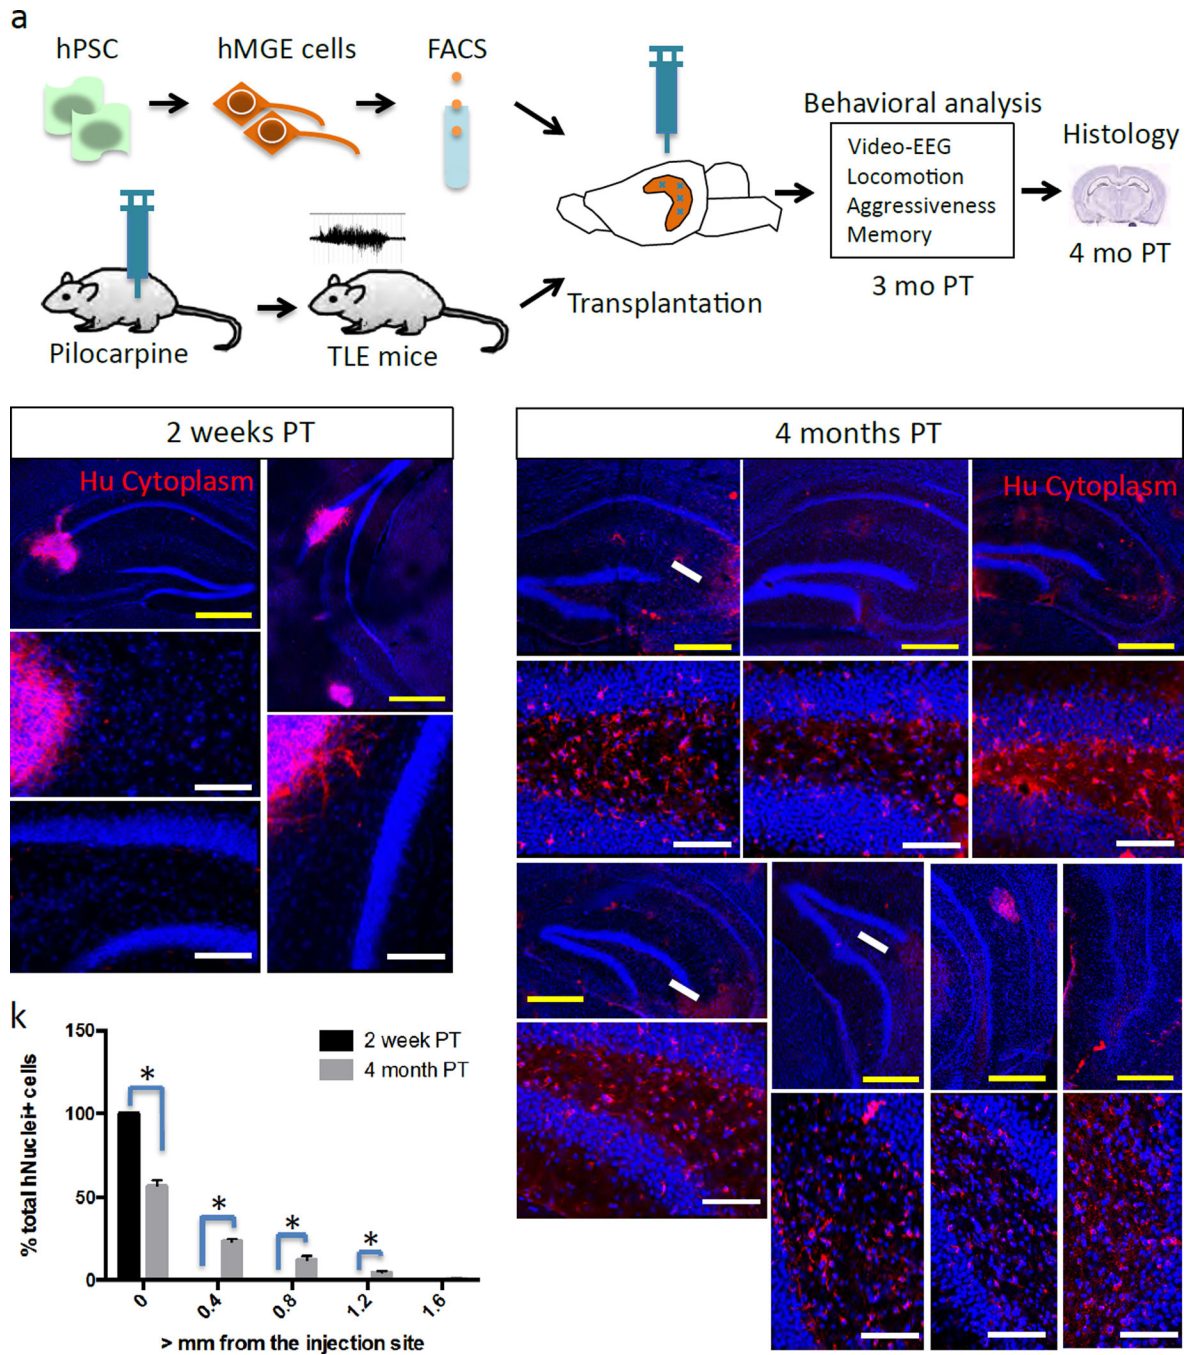 a
hPSC
hMGE cells
FACS
Behavioral analysis
Video-EEG
Locomotion
Aggressiveness
Memory
3 mo PT
Histology
4 mo PT
Pilocarpine
TLE mice
Transplantation
2 weeks PT
Hu Cytoplasm
4 months PT
Hu Cytoplasm
k
% total hNuclei+ cells
150
100
50
0
2 week PT
4 month PT
*
*
*
*
0
0.4
0.8
1.2
1.6
> mm from the injection site